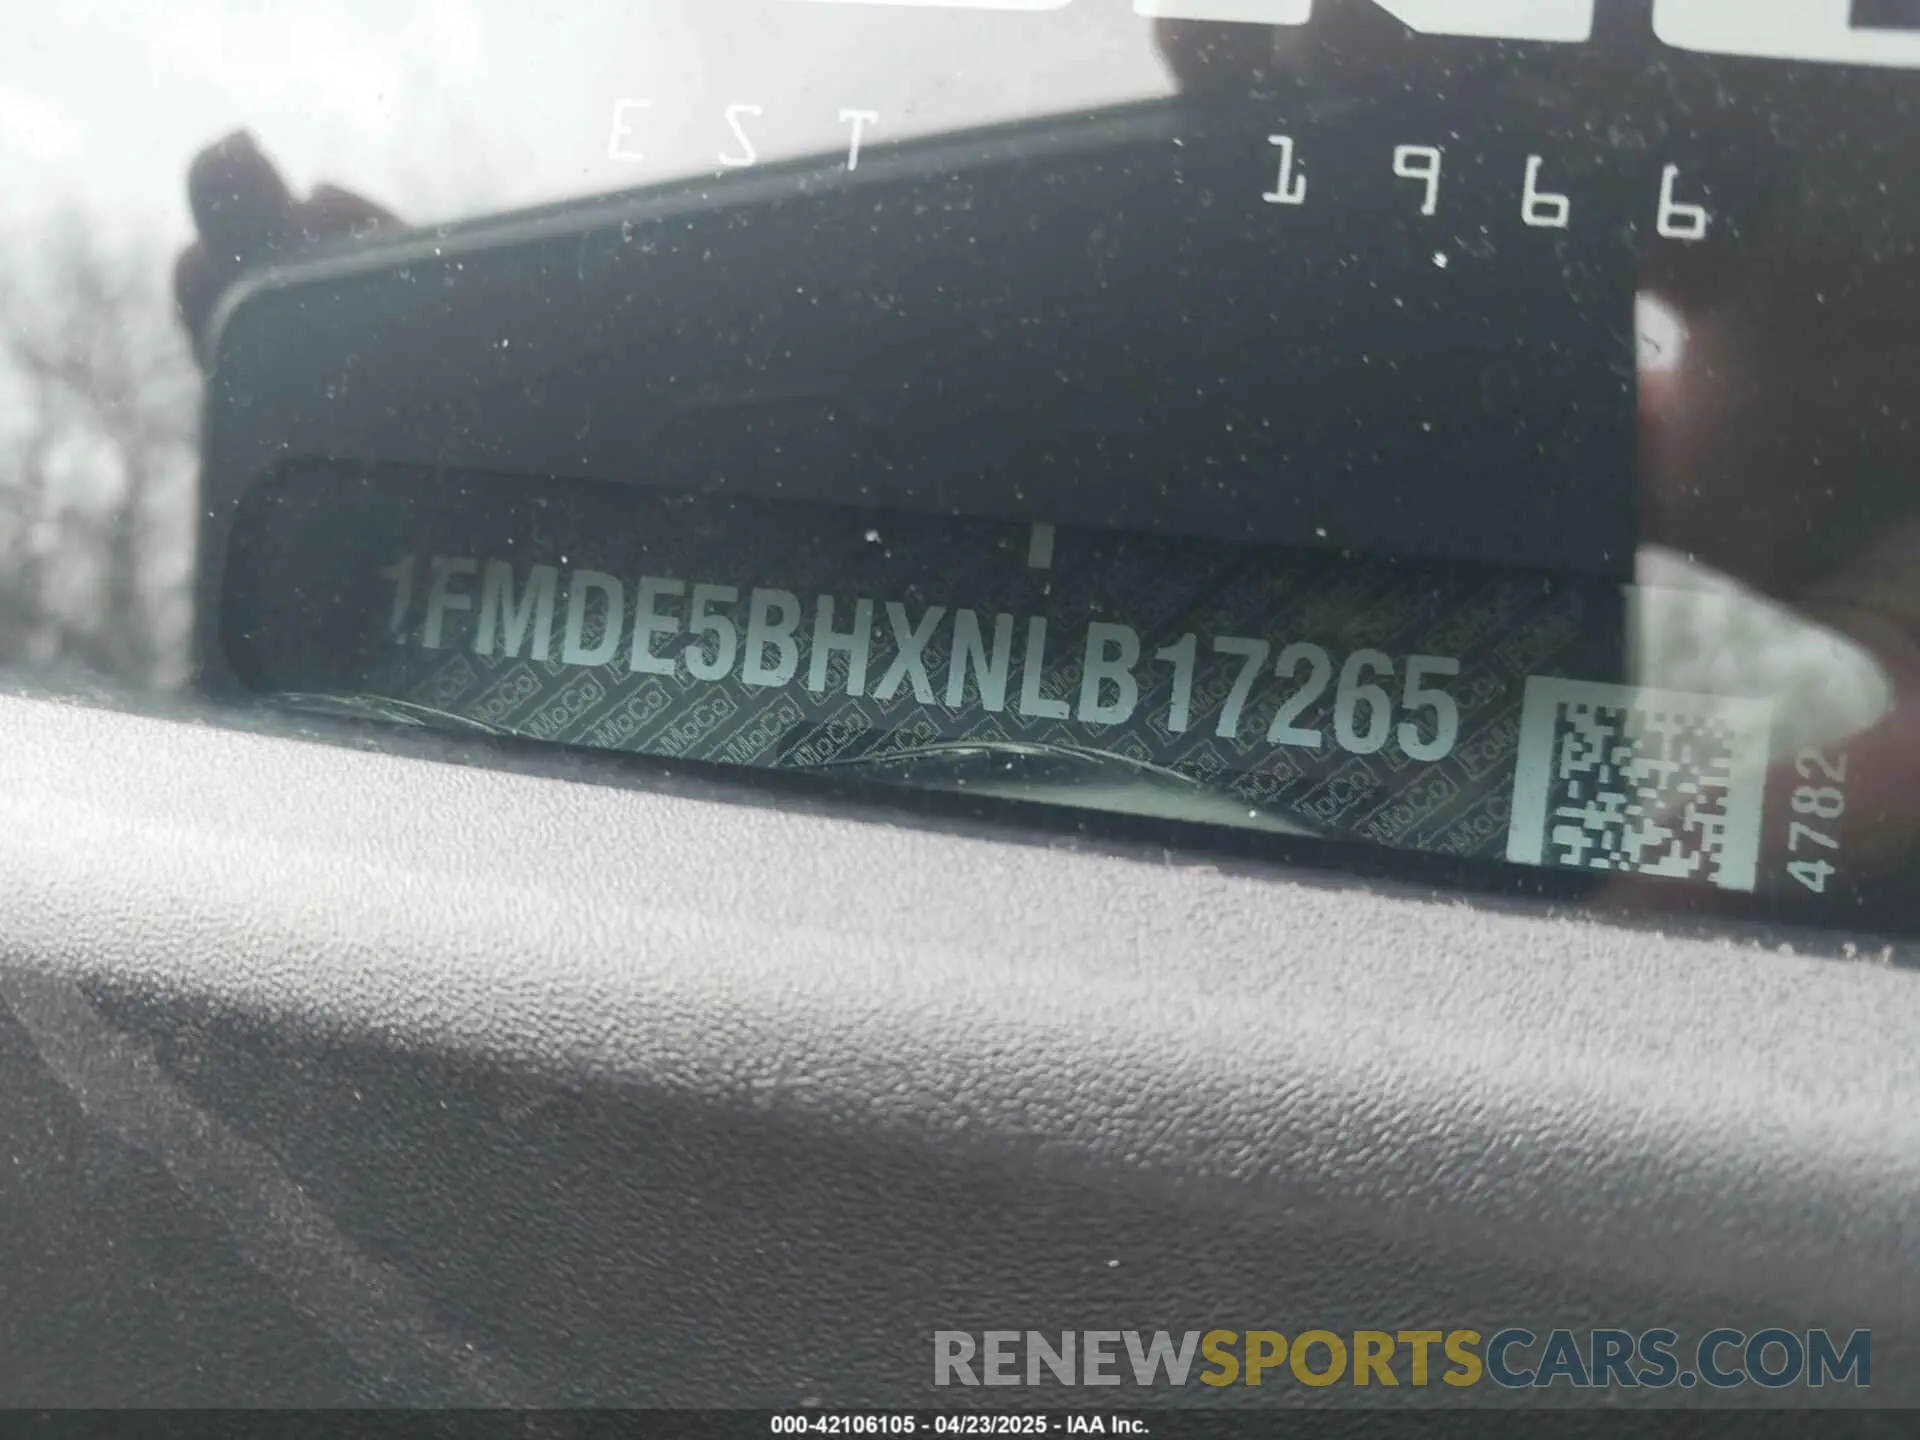 EST 1966
1FMDE5BHXNLB17265
4782
RENEWSPORTSCARS.COM
000-42106105 - 04/23/2025 - IAA Inc.